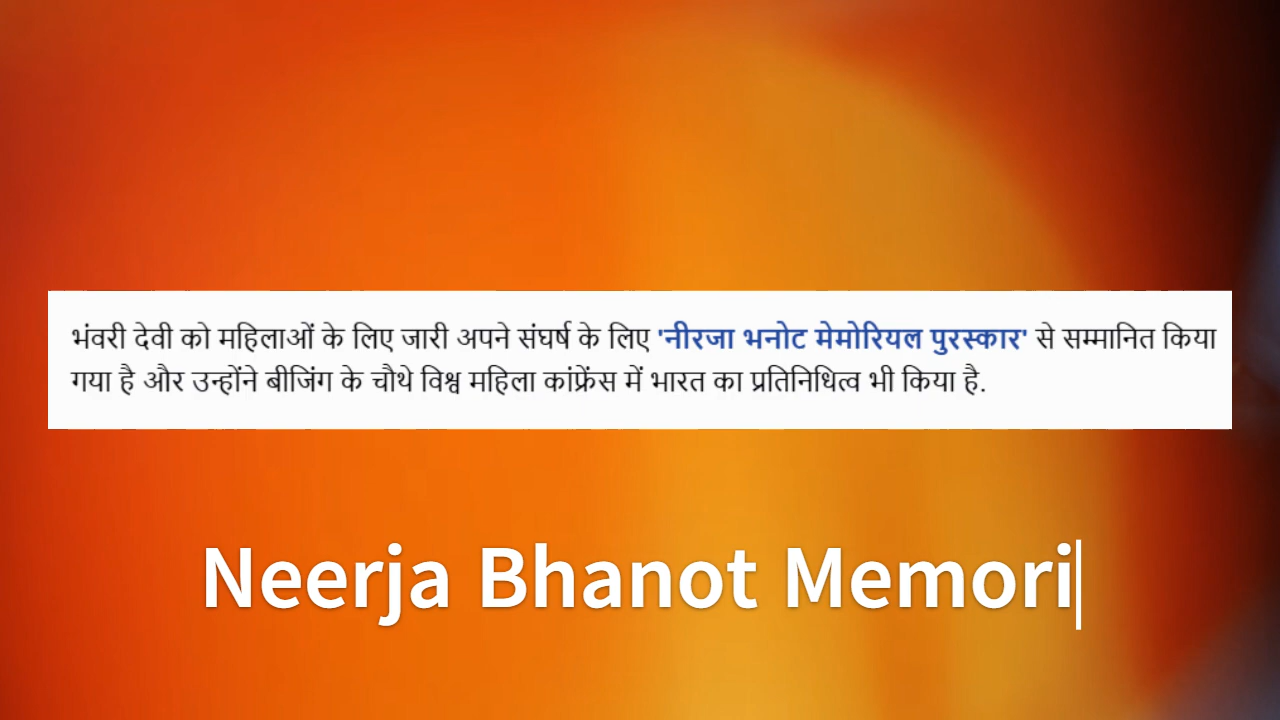 भंवरी देवी को महिलाओं के लिए जारी अपने संघर्ष के लिए 'नीरजा भनोट मेमोरियल पुरस्कार' से सम्मानित किया
गया है और उन्होंने बीजिंग के चौथे विश्व महिला कांफ्रेंस में भारत का प्रतिनिधित्व भी किया है.
Neerja Bhanot Memori